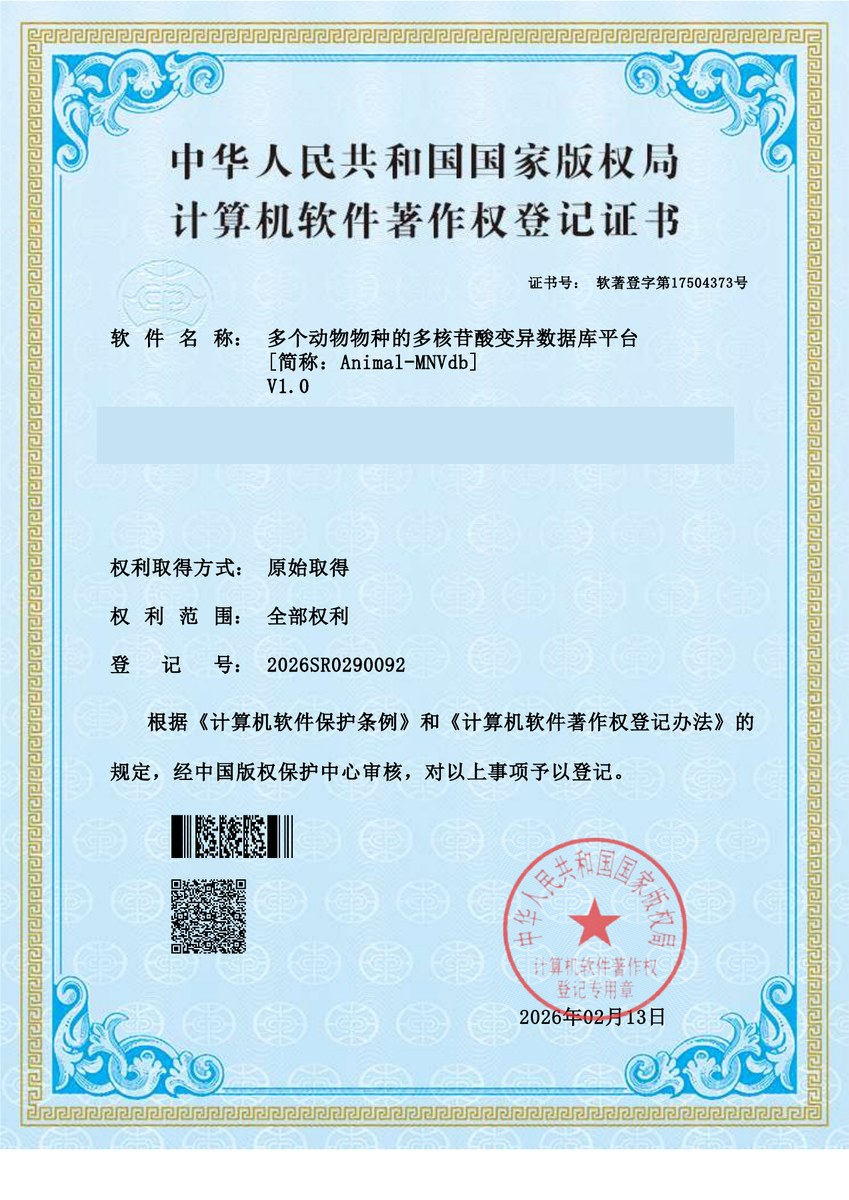 中华人民共和国国家版权局
计算机软件著作权登记证书
证书号： 软著登字第17504373号
软件名称： 多个动物物种的多核苷酸变异数据库平台
[简称：Animal-MNVdb]
V1.0
权利取得方式： 原始取得
权利范围： 全部权利
登记号： 2026SR0290092
根据《计算机软件保护条例》和《计算机软件著作权登记办法》的
规定，经中国版权保护中心审核，对以上事项予以登记。
中华人民共和国国家版权局
计算机软件著作权
登记专用章
2026年02月13日